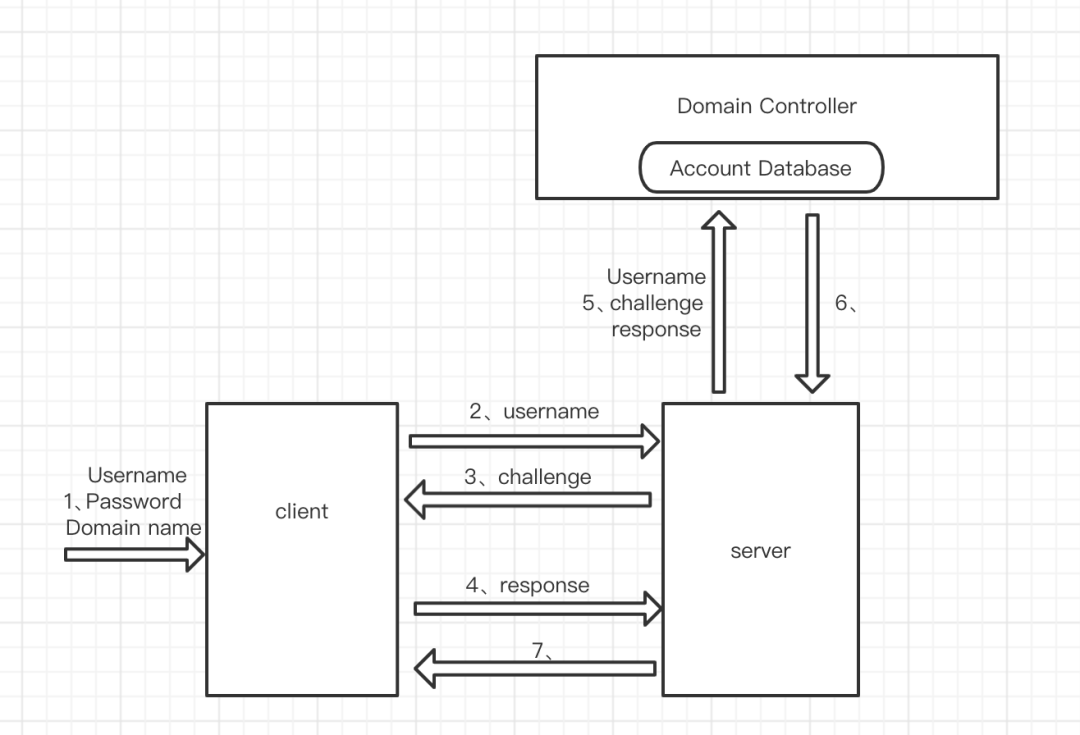 Domain Controller
Account Database
Username
5、challenge
response
6、
2、username
3、challenge
Username
1、Password
Domain name
client
server
4、response
7、